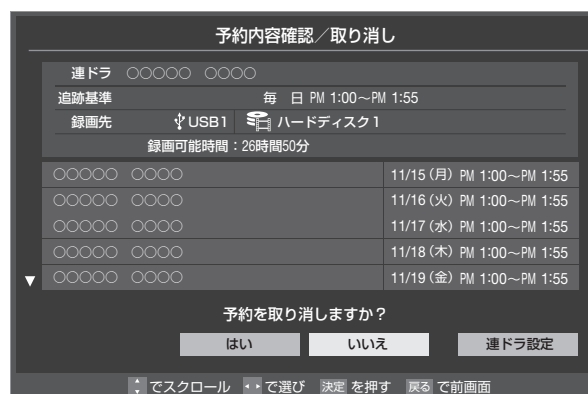 予約内容確認／取り消し
連ドラ ○○○○○ ○○○○
追跡基準 毎 日 PM 1:00～PM 1:55
録画先 USB1 ハードディスク1
録画可能時間：26時間50分
○○○○○ ○○○○ 11/15（月） PM 1:00～PM 1:55
○○○○○ ○○○○ 11/16（火） PM 1:00～PM 1:55
○○○○○ ○○○○ 11/17（水） PM 1:00～PM 1:55
○○○○○ ○○○○ 11/18（木） PM 1:00～PM 1:55
▼ ○○○○○ ○○○○ 11/19（金） PM 1:00～PM 1:55
予約を取り消しますか？
はい いいえ 連ドラ設定
でスクロール で選び 決定 を押す 戻る で前画面